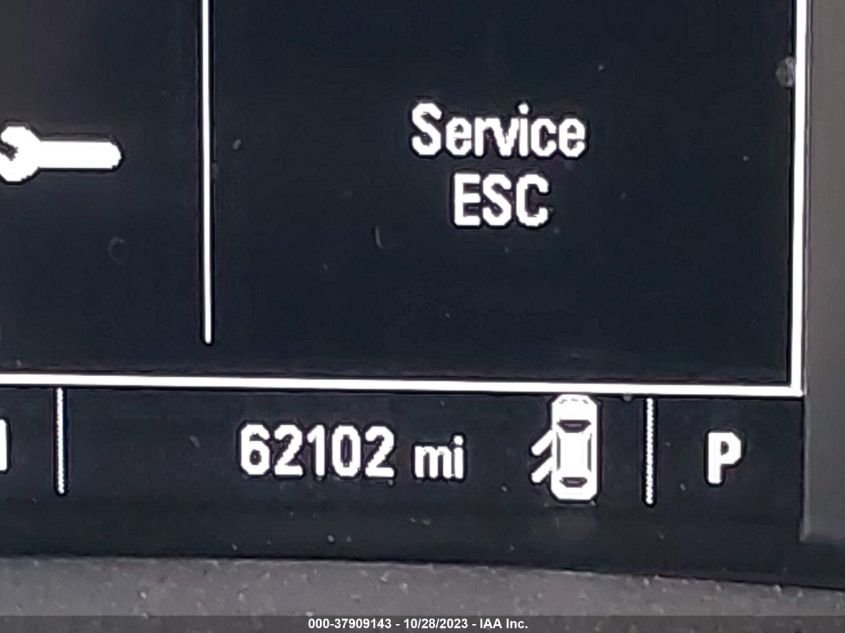 Service
ESC
62102 mi
P
000-37909143 - 10/28/2023 - IAA Inc.